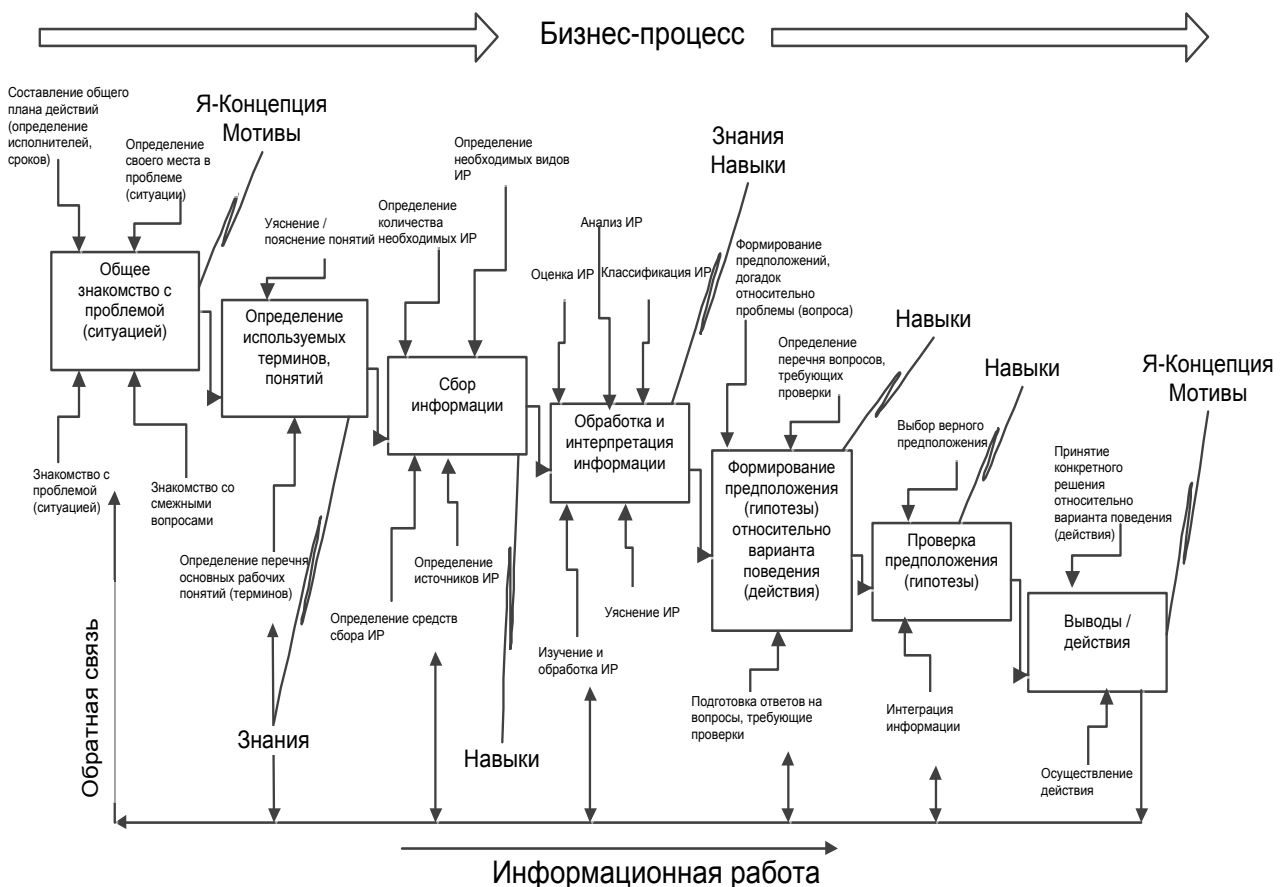 Бизнес-процесс
Составление общего
плана действий
(определение
исполнителей,
сроков)
Я-Концепция
Мотивы
Определение
своего места в
проблеме
(ситуации)
Общее
знакомство с
проблемой
(ситуацией)
Знакомство с
проблемой
(ситуацией)
Знакомство со
смежными
вопросами
Уяснение /
пояснение понятий
Определение
используемых
терминов,
понятий
Определение перечня
основных рабочих
понятий (терминов)
Знания
Определение
количества
необходимых ИР
Определение
необходимых видов
ИР
Сбор
информации
Определение средств
сбора ИР
Определение
источников ИР
Навыки
Оценка ИР
Анализ ИР
Классификация ИР
Знания
Навыки
Обработка и
интерпретация
информации
Изучение и
обработка ИР
Уяснение ИР
Формирование
предположений,
догадок
относительно
проблемы (вопроса)
Определение
перечня вопросов,
требующих
проверки
Навыки
Формирование
предположения
(гипотезы)
относительно
варианта
поведения
(действия)
Подготовка ответов на
вопросы, требующие
проверки
Выбор верного
предположения
Навыки
Проверка
предположения
(гипотезы)
Интеграция
информации
Принятие
конкретного
решения
относительно
варианта поведения
(действия)
Я-Концепция
Мотивы
Выводы /
действия
Осуществление
действия
Обратная связь
Информационная работа